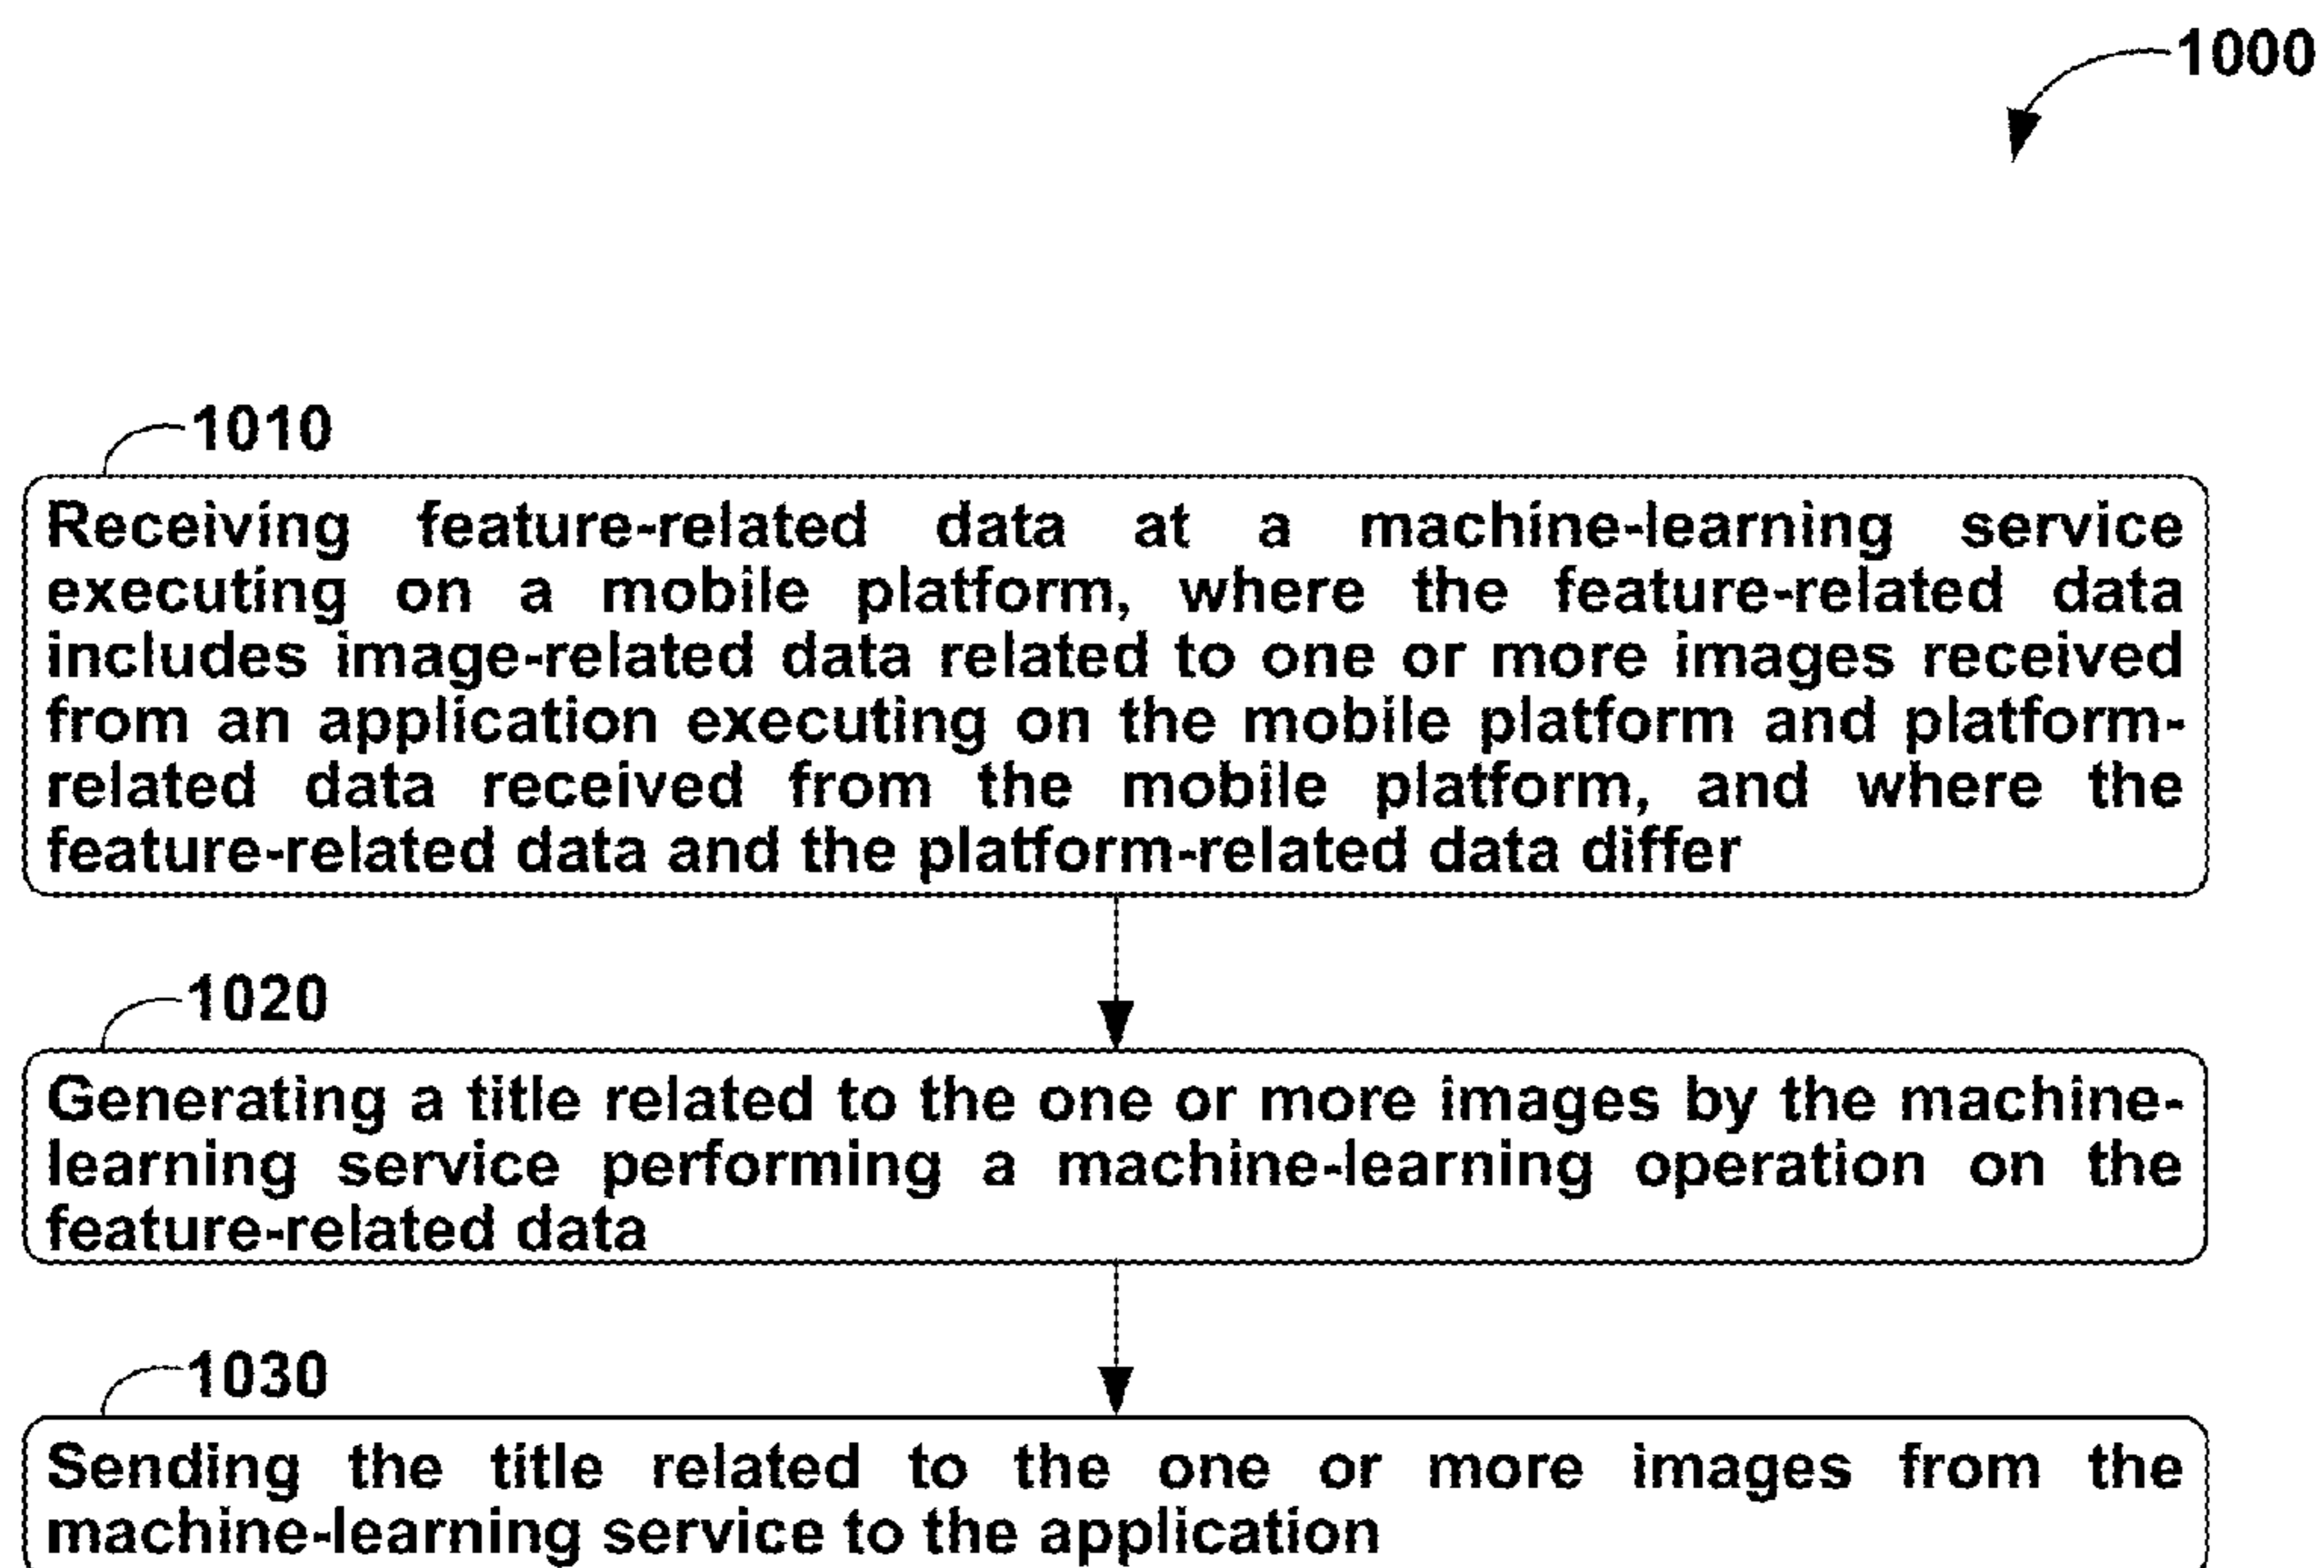 1000
1010
Receiving feature-related data at a machine-learning service
executing on a mobile platform, where the feature-related data
includes image-related data related to one or more images received
from an application executing on the mobile platform and platform-
related data received from the mobile platform, and where the
feature-related data and the platform-related data differ
1020
Generating a title related to the one or more images by the machine-
learning service performing a machine-learning operation on the
feature-related data
1030
Sending the title related to the one or more images from the
machine-learning service to the application